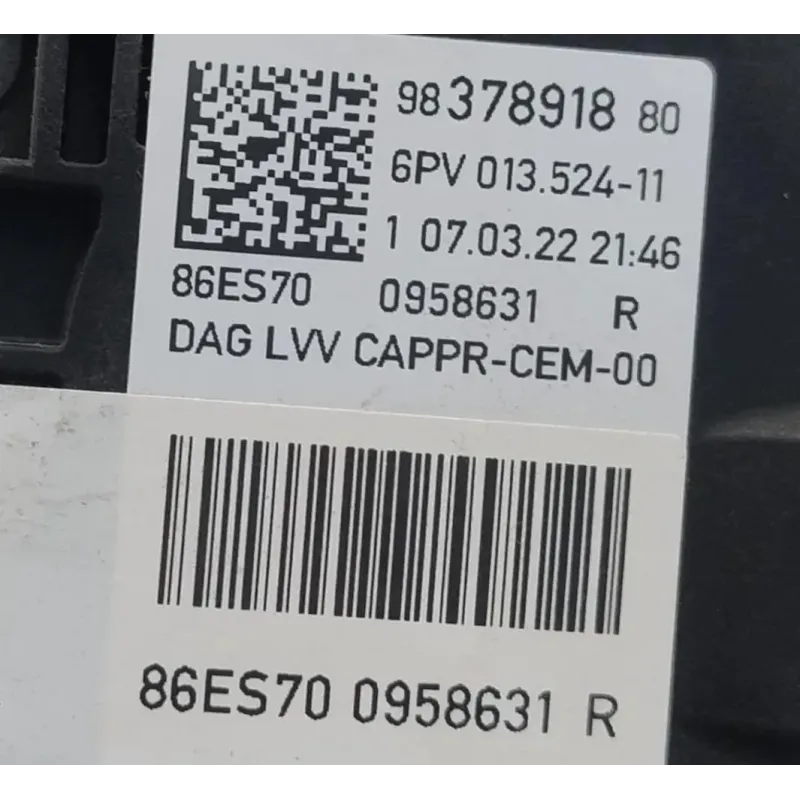 98 378918 80
6PV 013.524-11
1 07.03.22 21:46
86ES70 0958631 R
DAG LVV CAPPR-CEM-00
86ES70 0958631 R